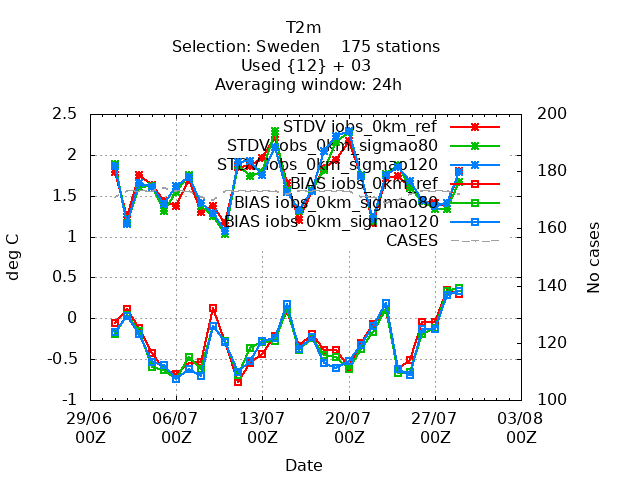 T2m
Selection: Sweden 175 stations
Used {12} + 03
Averaging window: 24h
2.5
2
1.5
1
0.5
0
-0.5
-1
deg C
200
180
160
140
120
100
No cases
STDV iobs_0km_ref
STDV iobs_0km_sigmao80
STDV iobs_0km_sigmao120
BIAS iobs_0km_ref
BIAS iobs_0km_sigmao80
BIAS iobs_0km_sigmao120
CASES
29/06 06/07 13/07 20/07 27/07 03/08
00Z 00Z 00Z 00Z 00Z 00Z
Date